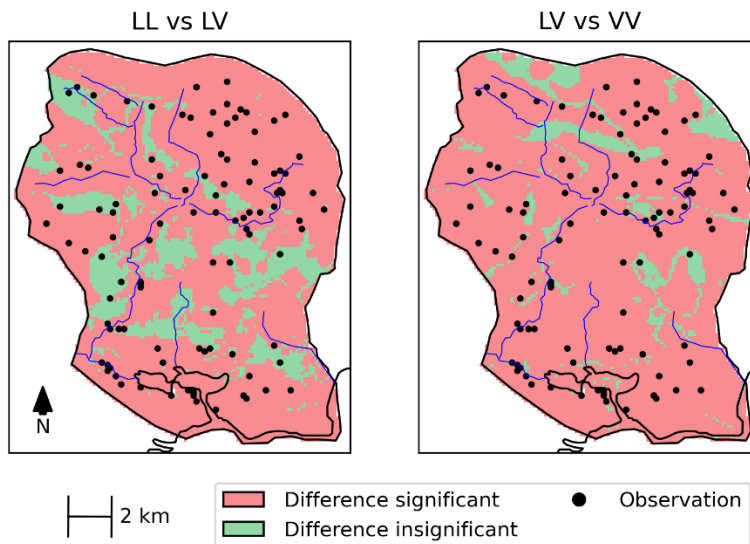 LL vs LV
LV vs VV
N
2 km
Difference significant
Difference insignificant
Observation